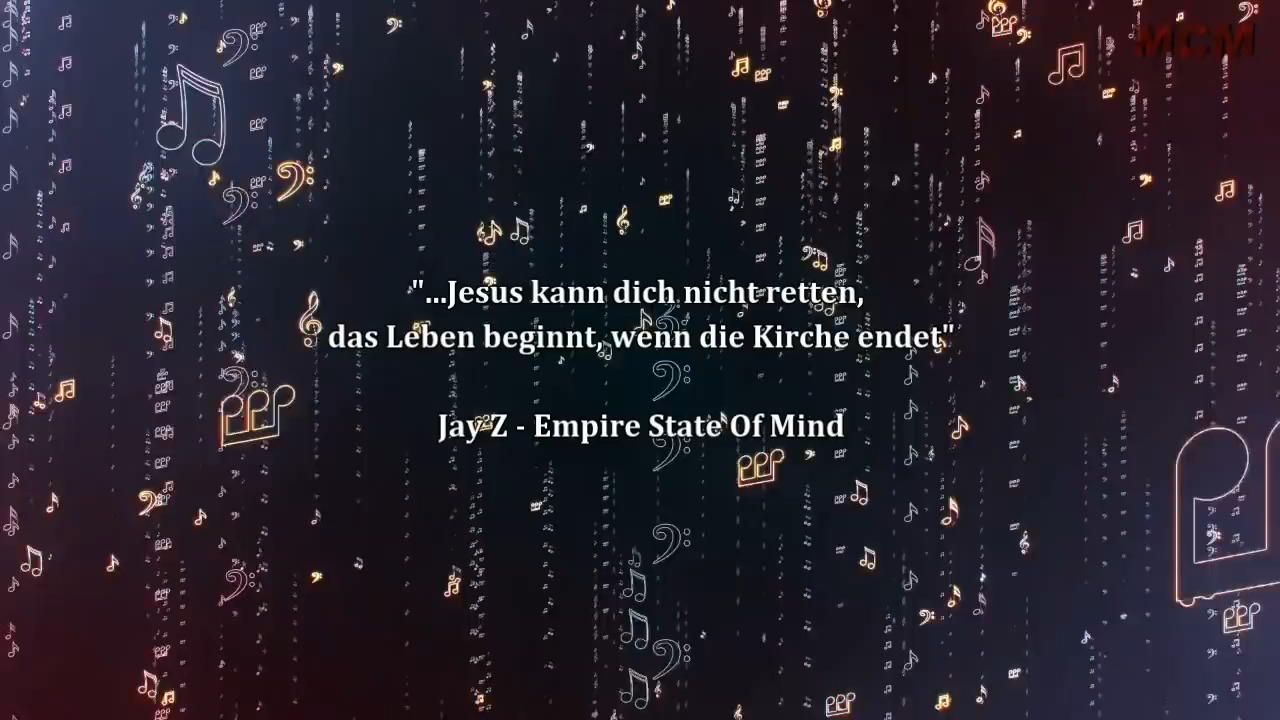 MCM
"...Jesus kann dich nicht retten,
das Leben beginnt, wenn die Kirche endet"
Jay Z - Empire State Of Mind